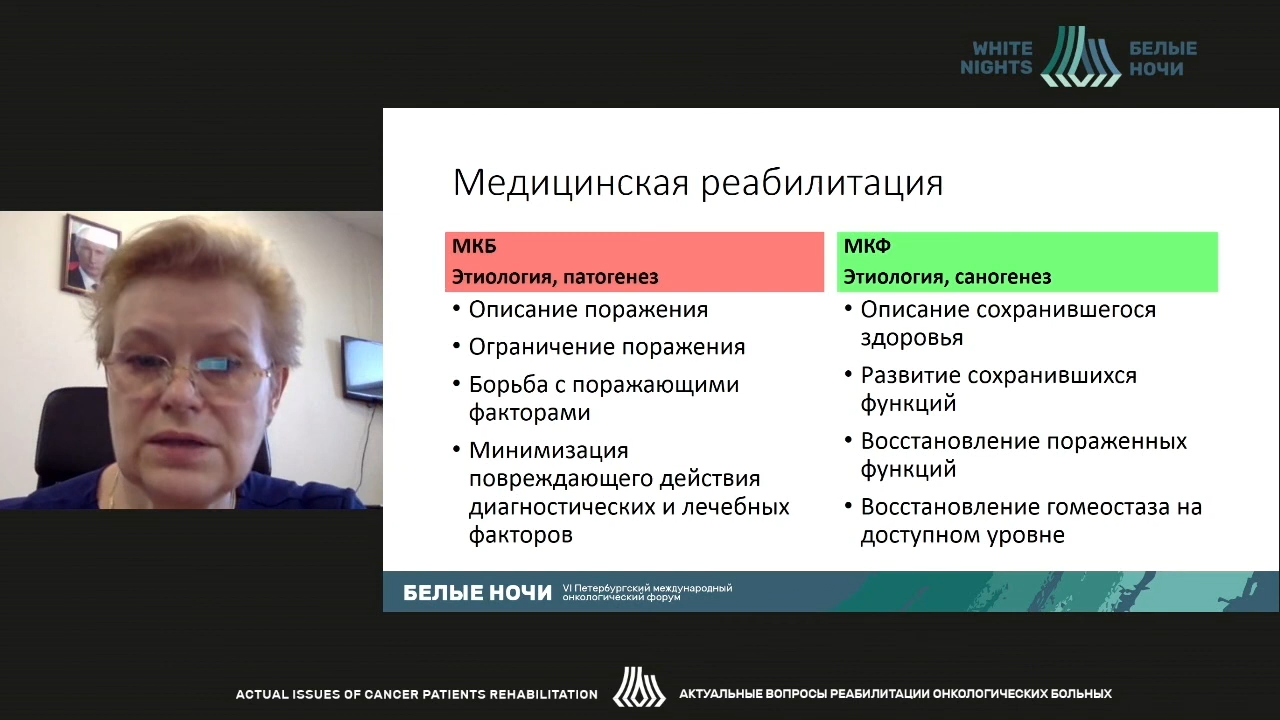 WHITE
NIGHTS
БЕЛЫЕ
НОЧИ
Медицинская реабилитация
МКБ
Этиология, патогенез
• Описание поражения
• Ограничение поражения
• Борьба с поражающими
факторами
• Минимизация
повреждающего действия
диагностических и лечебных
факторов
МКФ
Этиология, саногенез
• Описание сохранившегося
здоровья
• Развитие сохранившихся
функций
• Восстановление пораженных
функций
• Восстановление гомеостаза на
доступном уровне
БЕЛЫЕ НОЧИ
VI Петербургский международный
онкологический форум
ACTUAL ISSUES OF CANCER PATIENTS REHABILITATION
АКТУАЛЬНЫЕ ВОПРОСЫ РЕАБИЛИТАЦИИ ОНКОЛОГИЧЕСКИХ БОЛЬНЫХ